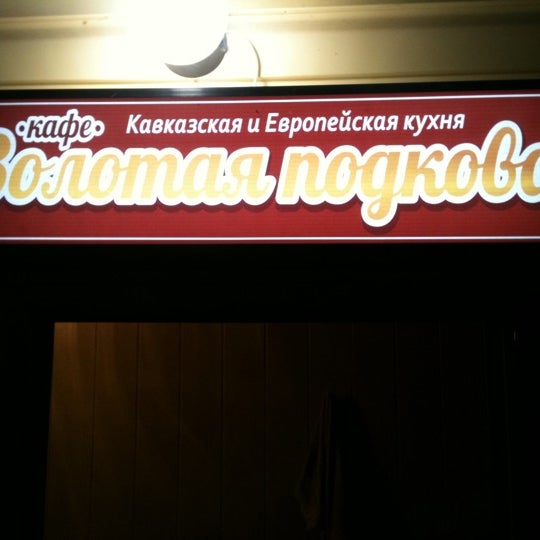 •кафе•
Кавказская и Европейская кухня
Золотая подкова